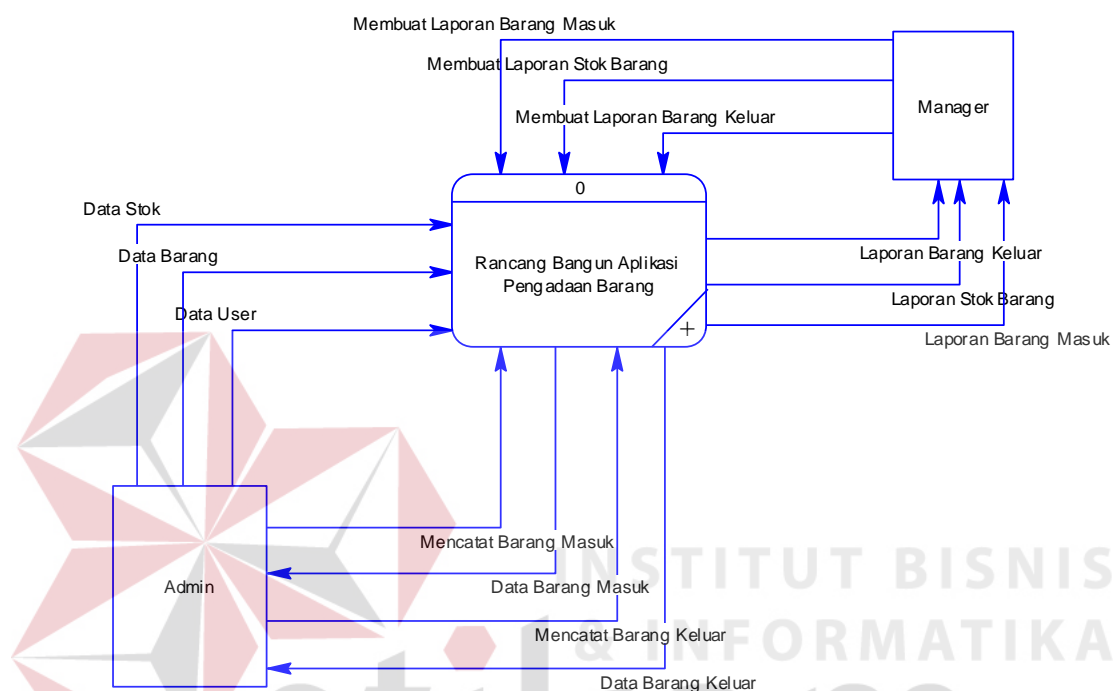 Membuat Laporan Barang Masuk
Membuat Laporan Stok Barang
Manager
Membuat Laporan Barang Keluar
0
Data Stok
Data Barang
Rancang Bangun Aplikasi
Pengadaan Barang
Laporan Barang Keluar
Laporan Stok Barang
Data User
+
Laporan Barang Masuk
Mencatat Barang Masuk
INSTITUT BISNIS
Admin
Data Barang Masuk
Mencatat Barang Keluar
& INFORMATIKA
Data Barang Keluar